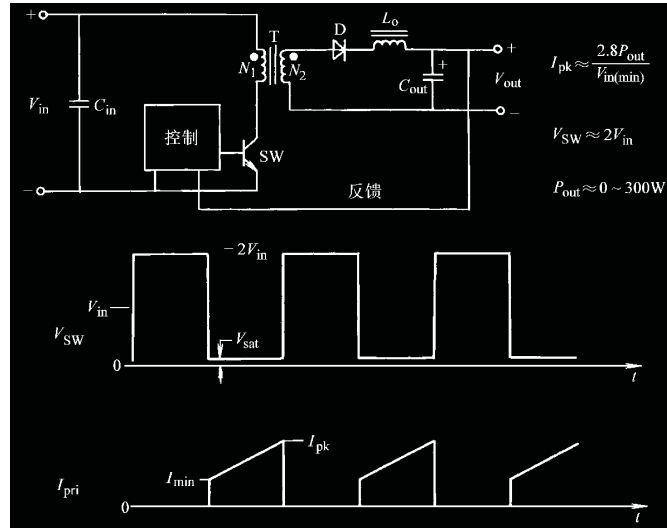 +
T
D
Lo
+
N1
N2
+
Vin
Cin
Cout
Vout
Ipk≈2.8Pout/Vin(min)
−
控制
SW
VSW≈2Vin
−
反馈
Pout≈0~300W
−2Vin
Vin
VSW
Vsat
0
t
Ipk
Imin
Ipri
0
t